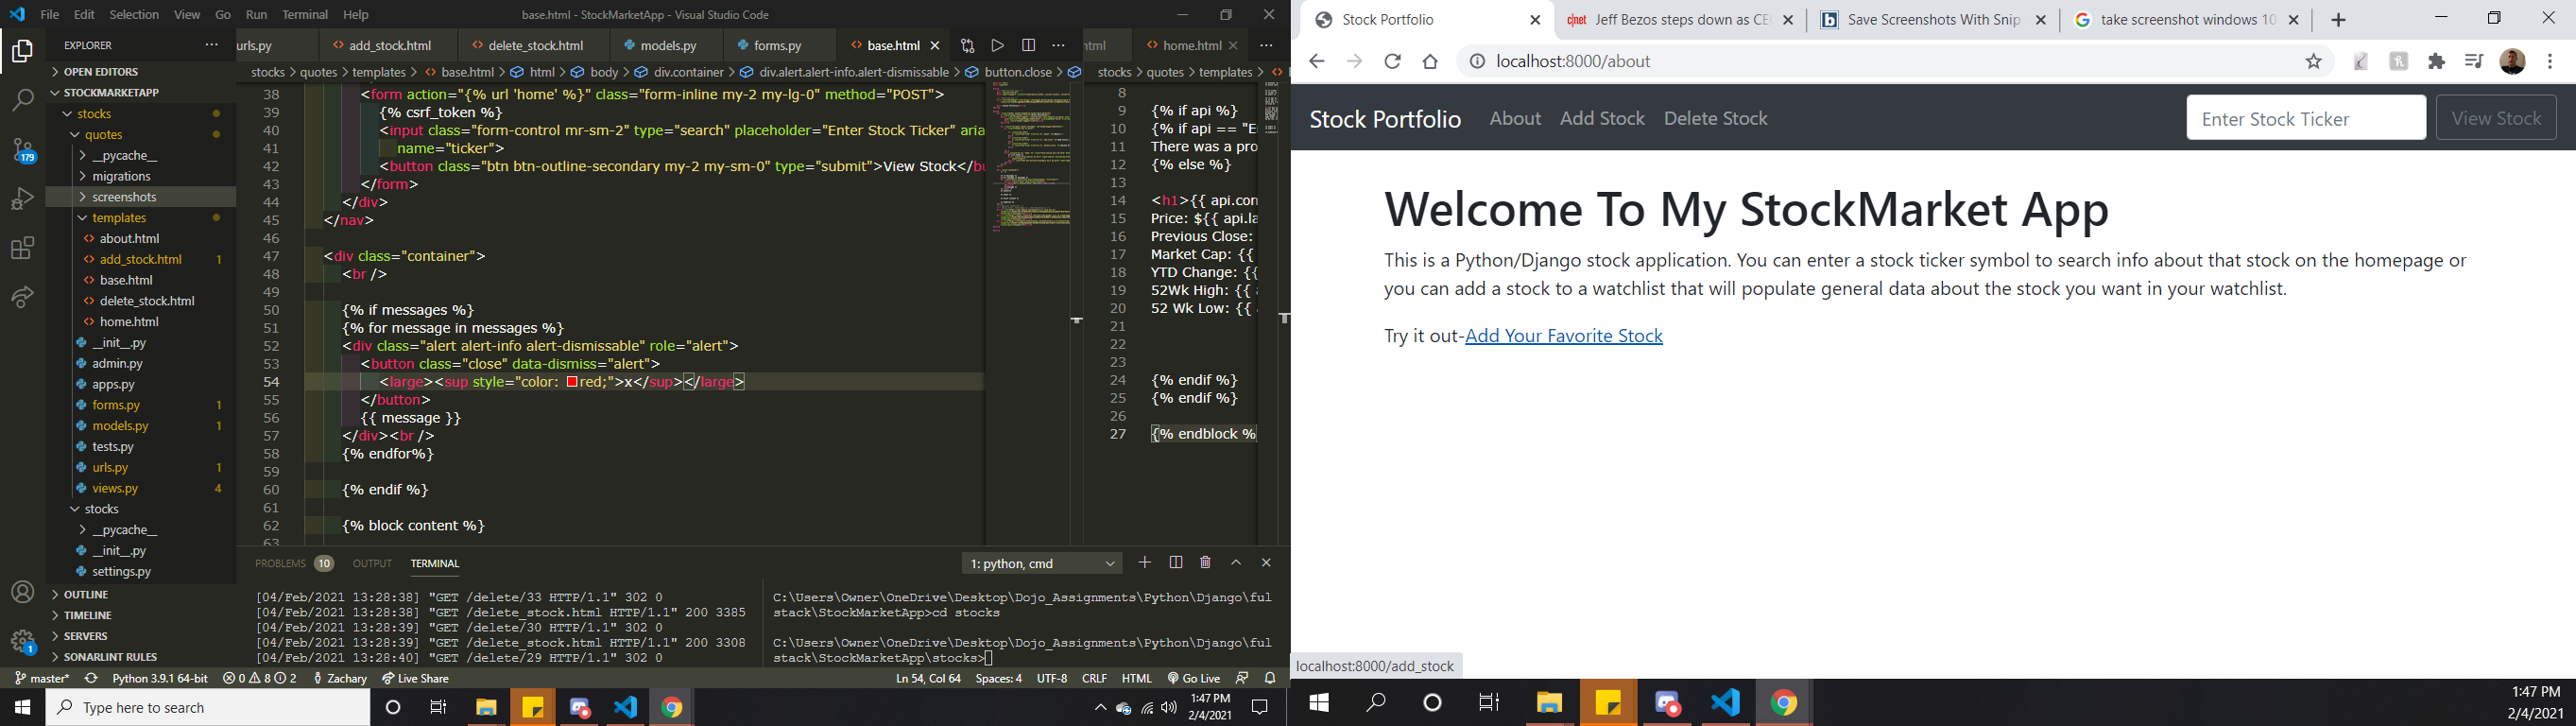 File Edit Selection View Go Run Terminal Help base.html - StockMarketApp - Visual Studio Code
EXPLORER
OPEN EDITORS
STOCKMARKETAPP
stocks
quotes
__pycache__
migrations
screenshots
templates
about.html
add_stock.html 1
base.html
delete_stock.html
home.html
__init__.py
admin.py
apps.py
forms.py 1
models.py 1
tests.py
urls.py 1
views.py 4
stocks
__pycache__
__init__.py
settings.py
OUTLINE
TIMELINE
SERVERS
SONARLINT RULES
179
1
urls.py add_stock.html delete_stock.html models.py forms.py base.html
stocks > quotes > templates > base.html > html > body > div.container > div.alert.alert-info.alert-dismissable > button.close >
38 <form action="{% url 'home' %}" class="form-inline my-2 my-lg-0" method="POST">
39 {% csrf_token %}
40 <input class="form-control mr-sm-2" type="search" placeholder="Enter Stock Ticker" aria
41 name="ticker">
42 <button class="btn btn-outline-secondary my-2 my-sm-0" type="submit">View Stock</bu
43 </form>
44 </div>
45 </nav>
46
47 <div class="container">
48 <br />
49
50 {% if messages %}
51 {% for message in messages %}
52 <div class="alert alert-info alert-dismissable" role="alert">
53 <button class="close" data-dismiss="alert">
54 <large><sup style="color: red;">x</sup></large>
55 </button>
56 {{ message }}
57 </div><br />
58 {% endfor%}
59
60 {% endif %}
61
62 {% block content %}
63
html home.html
stocks > quotes > templates >
8
9 {% if api %}
10 {% if api == "E
11 There was a pro
12 {% else %}
13
14 <h1>{{ api.con
15 Price: ${{ api.la
16 Previous Close:
17 Market Cap: {{
18 YTD Change: {{
19 52Wk High: {{
20 52 Wk Low: {{
21
22
23
24 {% endif %}
25 {% endif %}
26
27 {% endblock %
PROBLEMS 10 OUTPUT TERMINAL 1: python, cmd
[04/Feb/2021 13:28:38] "GET /delete/33 HTTP/1.1" 302 0
[04/Feb/2021 13:28:38] "GET /delete_stock.html HTTP/1.1" 200 3385
[04/Feb/2021 13:28:39] "GET /delete/30 HTTP/1.1" 302 0
[04/Feb/2021 13:28:39] "GET /delete_stock.html HTTP/1.1" 200 3308
[04/Feb/2021 13:28:40] "GET /delete/29 HTTP/1.1" 302 0
C:\Users\Owner\OneDrive\Desktop\Dojo_Assignments\Python\Django\ful
stack\StockMarketApp>cd stocks
C:\Users\Owner\OneDrive\Desktop\Dojo_Assignments\Python\Django\ful
stack\StockMarketApp\stocks>
master* Python 3.9.1 64-bit 0 8 2 Zachary Live Share Ln 54, Col 64 Spaces: 4 UTF-8 CRLF HTML Go Live
Type here to search
1:47 PM
2/4/2021
Stock Portfolio
c|net Jeff Bezos steps down as CEO
b Save Screenshots With Snip
G take screenshot windows 10
localhost:8000/about
Stock Portfolio About Add Stock Delete Stock Enter Stock Ticker View Stock
Welcome To My StockMarket App
This is a Python/Django stock application. You can enter a stock ticker symbol to search info about that stock on the homepage or
you can add a stock to a watchlist that will populate general data about the stock you want in your watchlist.
Try it out-Add Your Favorite Stock
localhost:8000/add_stock
1:47 PM
2/4/2021